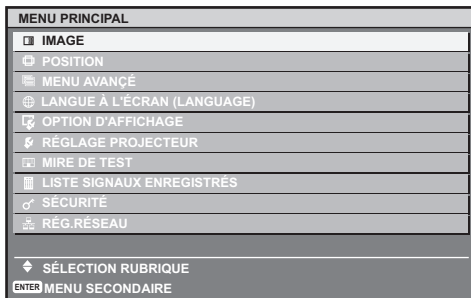 MENU PRINCIPAL
IMAGE
POSITION
MENU AVANÇÉ
LANGUE À L'ÉCRAN (LANGUAGE)
OPTION D'AFFICHAGE
RÉGLAGE PROJECTEUR
MIRE DE TEST
LISTE SIGNAUX ENREGISTRÉS
SÉCURITÉ
RÉG.RÉSEAU
SÉLECTION RUBRIQUE
ENTER MENU SECONDAIRE